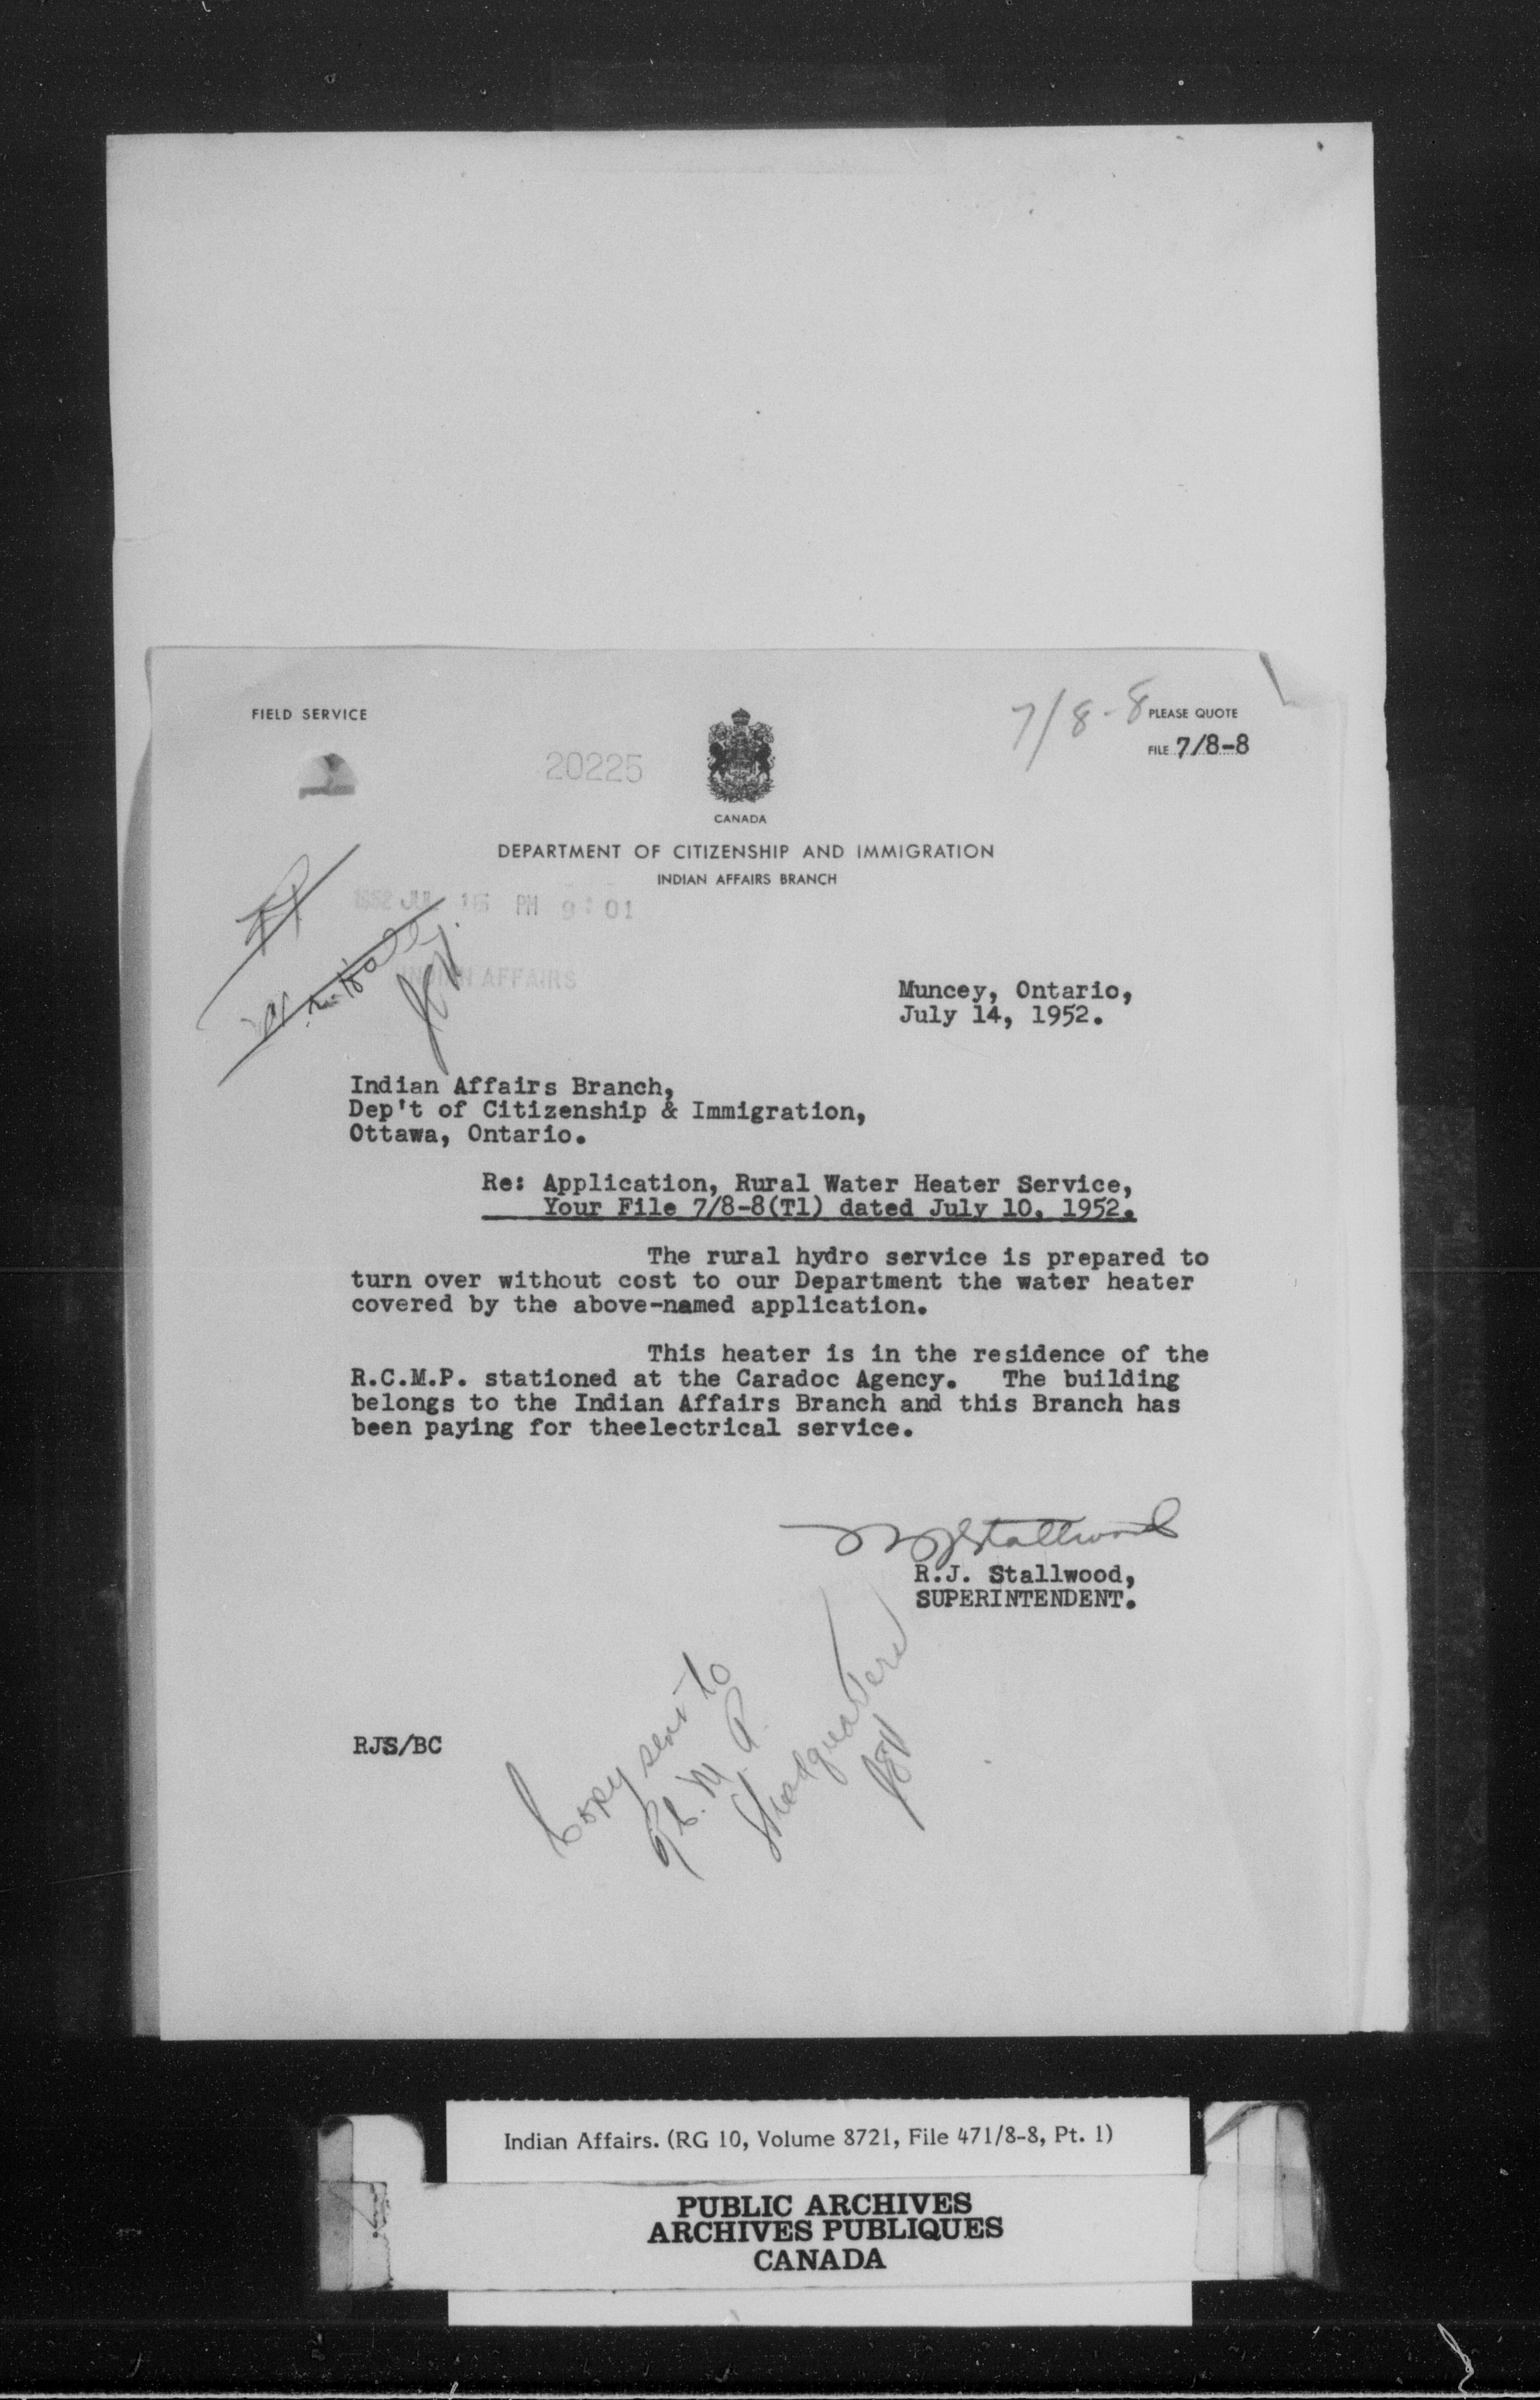 FIELD SERVICE
7/8-8
PLEASE QUOTE
FILE 7/8-8
20225
CANADA
DEPARTMENT OF CITIZENSHIP AND IMMIGRATION
INDIAN AFFAIRS BRANCH
1952 JUL 16 PM 9:01
INDIAN AFFAIRS
Muncey, Ontario,
July 14, 1952.
Indian Affairs Branch,
Dep't of Citizenship & Immigration,
Ottawa, Ontario.
Re: Application, Rural Water Heater Service,
Your File 7/8-8(T1) dated July 10, 1952.
The rural hydro service is prepared to
turn over without cost to our Department the water heater
covered by the above-named application.
This heater is in the residence of the
R.C.M.P. stationed at the Caradoc Agency. The building
belongs to the Indian Affairs Branch and this Branch has
been paying for theelectrical service.
RJStallwood
R.J. Stallwood,
SUPERINTENDENT.
RJS/BC
Copy sent to
R.C.M.P.
Headquarters
Indian Affairs. (RG 10, Volume 8721, File 471/8-8, Pt. 1)
PUBLIC ARCHIVES
ARCHIVES PUBLIQUES
CANADA